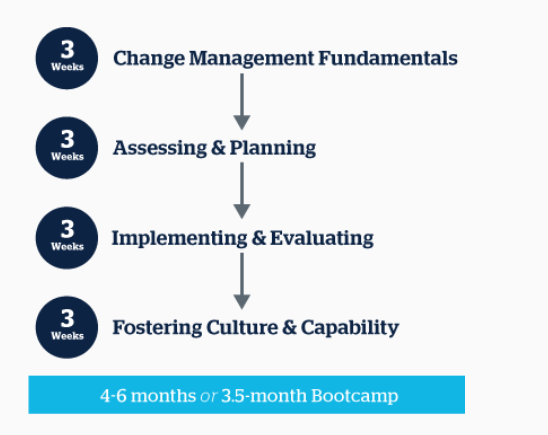 3
Weeks
Change Management Fundamentals
3
Weeks
Assessing & Planning
3
Weeks
Implementing & Evaluating
3
Weeks
Fostering Culture & Capability
4-6 months or 3.5-month Bootcamp